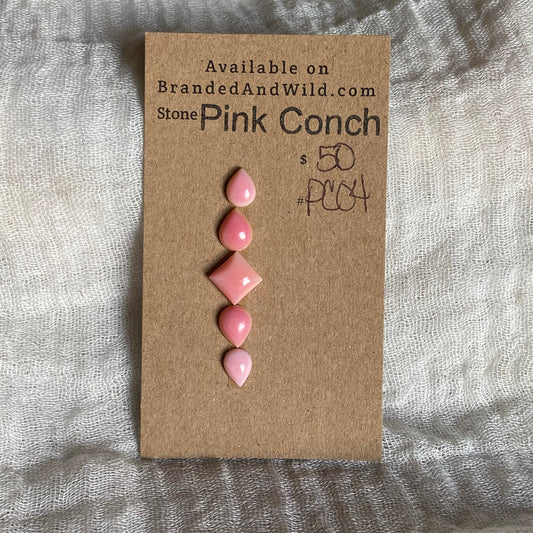 Available on
BrandedAndWild.com
Stone Pink Conch
$ 50
# PC04